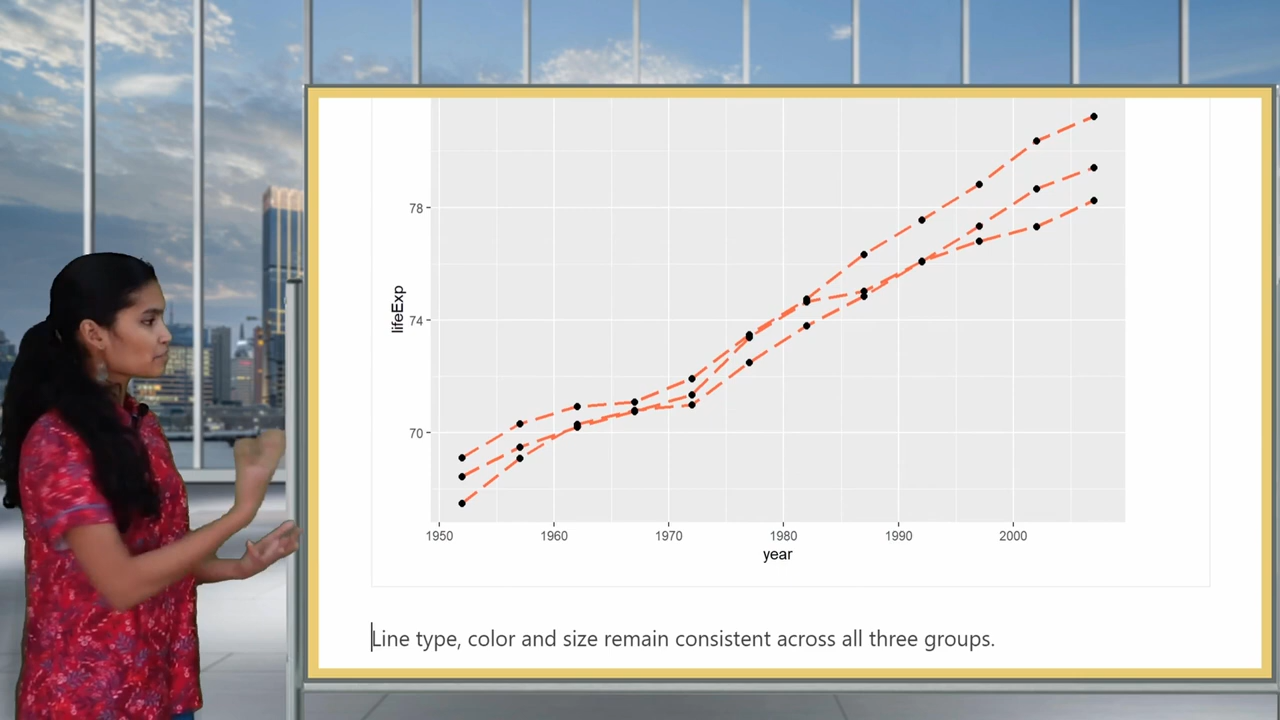 78
74
70
lifeExp
1950 1960 1970 1980 1990 2000
year
Line type, color and size remain consistent across all three groups.